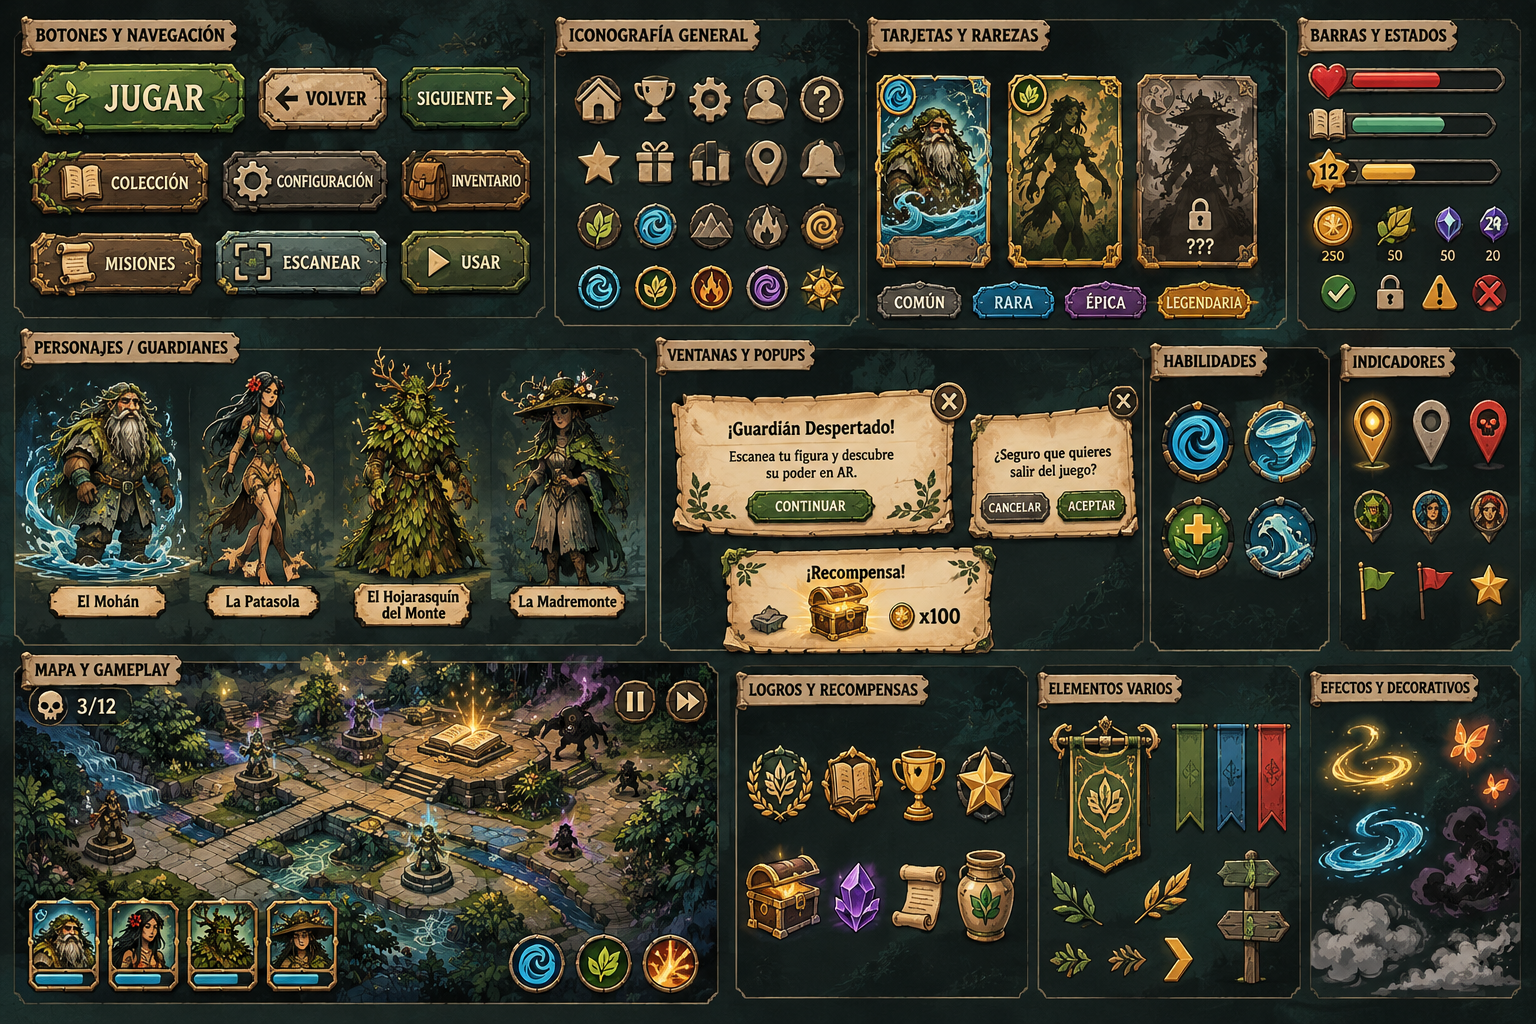 BOTONES Y NAVEGACIÓN
JUGAR
VOLVER
SIGUIENTE
COLECCIÓN
CONFIGURACIÓN
INVENTARIO
MISIONES
ESCANEAR
USAR
ICONOGRAFÍA GENERAL
?
TARJETAS Y RAREZAS
???
COMÚN
RARA
ÉPICA
LEGENDARIA
BARRAS Y ESTADOS
12
250
50
50
20
PERSONAJES / GUARDIANES
El Mohán
La Patasola
El Hojarasquín
del Monte
La Madremonte
VENTANAS Y POPUPS
¡Guardián Despertado!
Escanea tu figura y descubre
su poder en AR.
CONTINUAR
¿Seguro que quieres
salir del juego?
CANCELAR
ACEPTAR
¡Recompensa!
x100
HABILIDADES
INDICADORES
MAPA Y GAMEPLAY
3/12
LOGROS Y RECOMPENSAS
ELEMENTOS VARIOS
EFECTOS Y DECORATIVOS